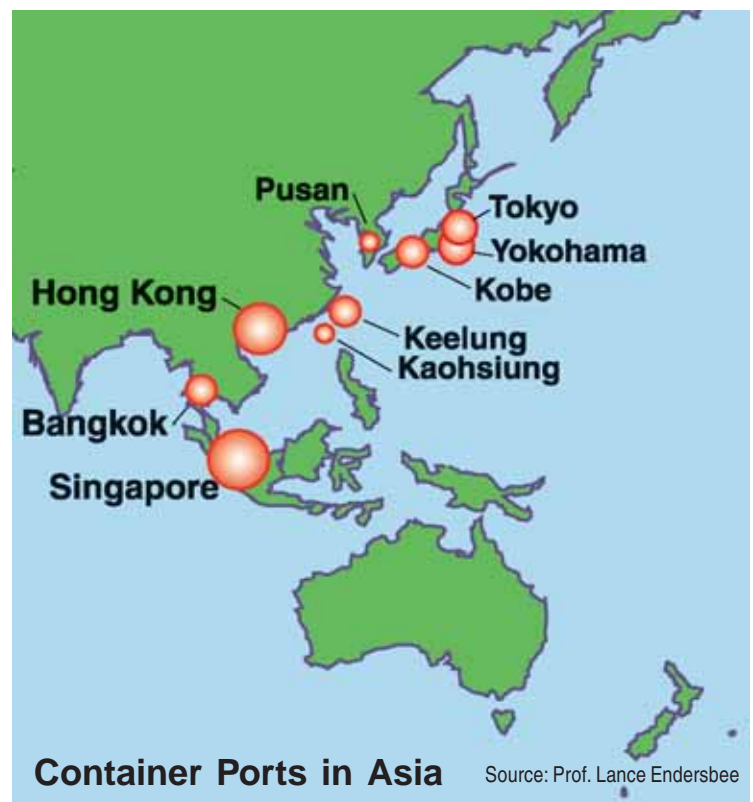 Pusan
Tokyo
Yokohama
Kobe
Hong Kong
Keelung
Kaohsiung
Bangkok
Singapore
Container Ports in Asia
Source: Prof. Lance Endersbee